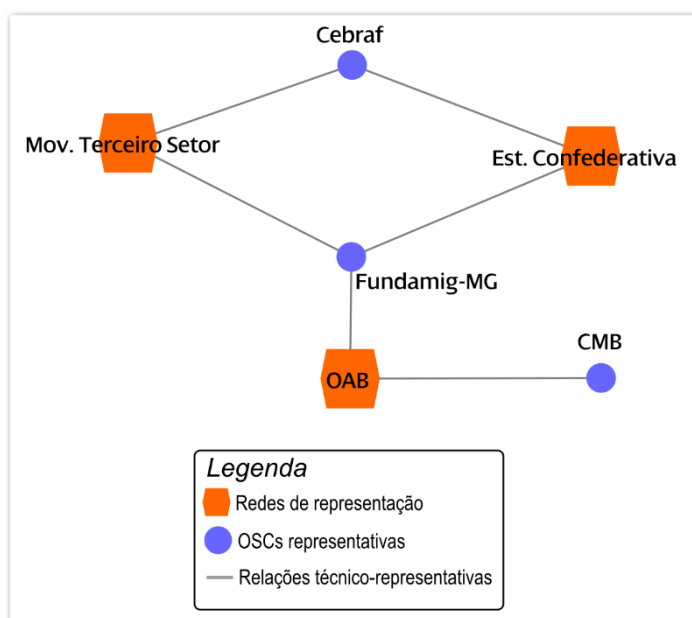 Cebraf
Mov. Terceiro Setor
Est. Confederativa
Fundamig-MG
CMB
OAB
Legenda
Redes de representação
OSCs representativas
Relações técnico-representativas